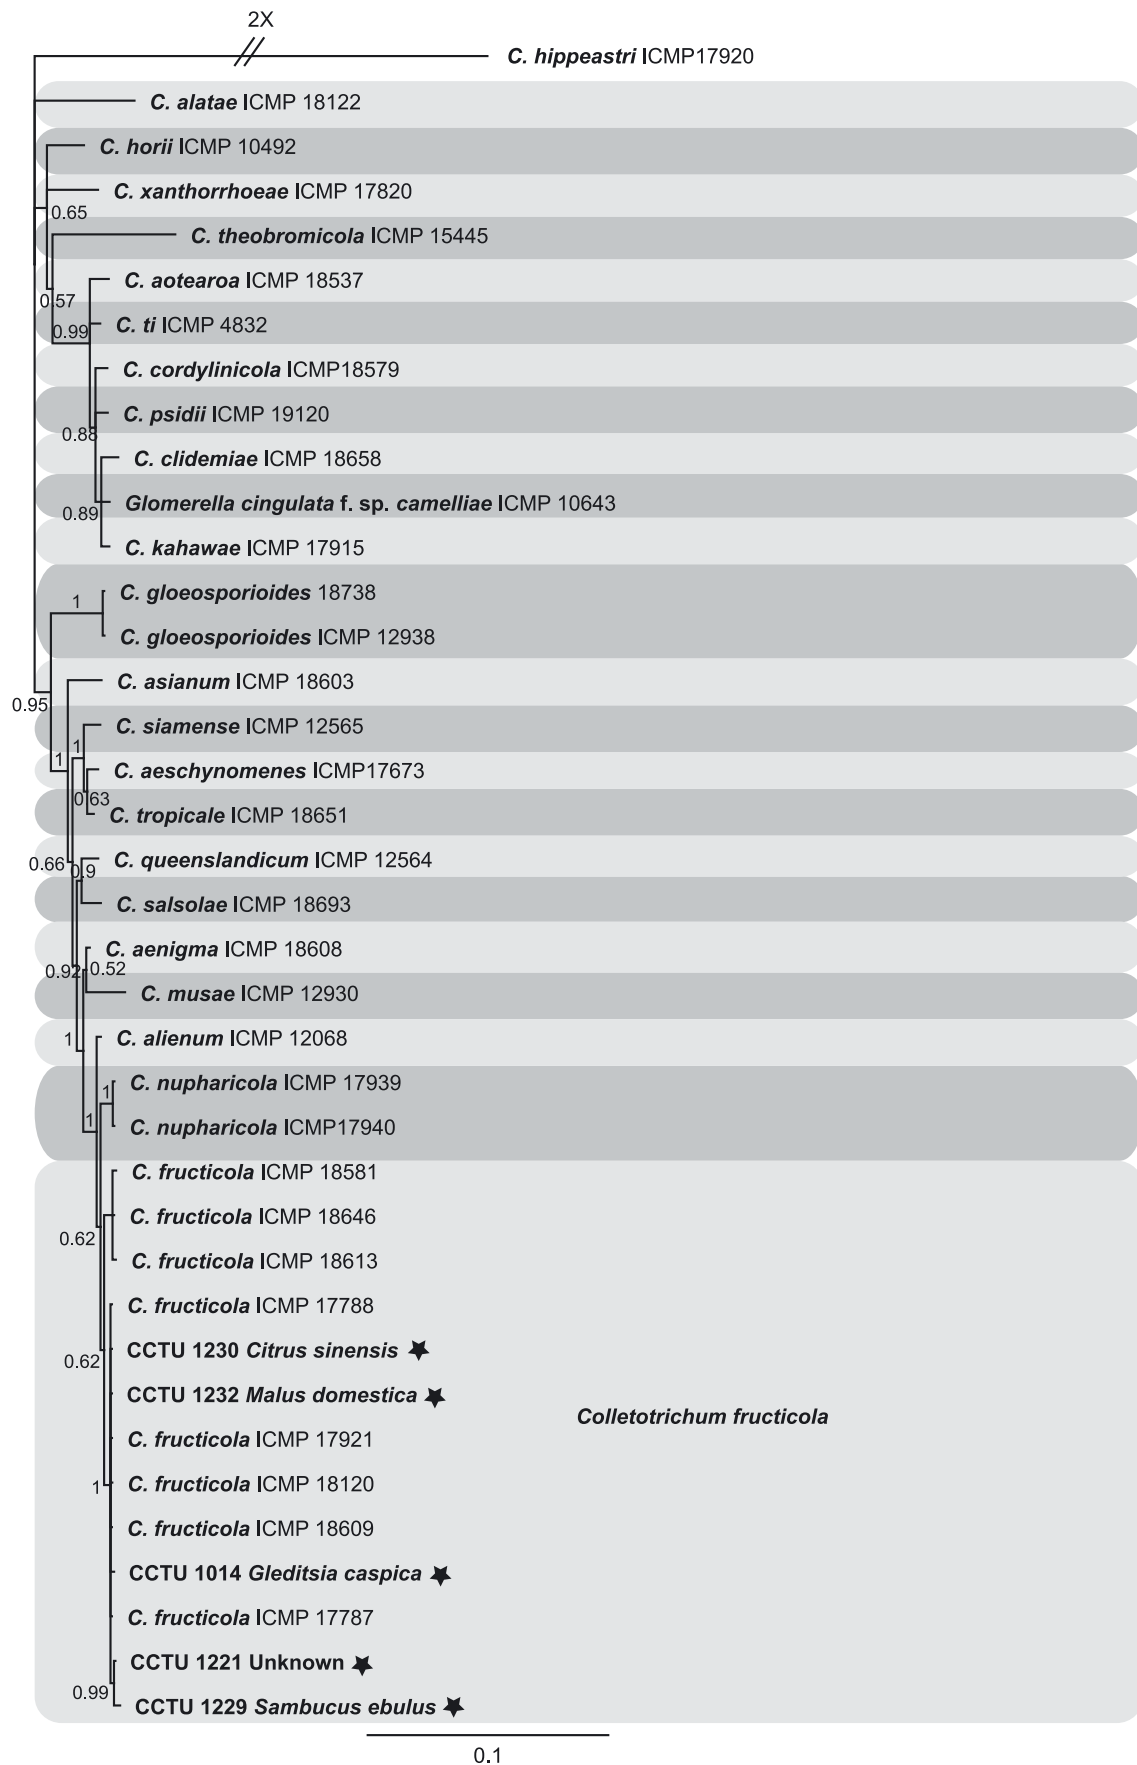 2X
C. hippeastri ICMP17920
C. alatae ICMP 18122
C. horii ICMP 10492
C. xanthorrhoeae ICMP 17820
0.65
C. theobromicola ICMP 15445
C. aotearoa ICMP 18537
0.57
C. ti ICMP 4832
0.99
C. cordylinicola ICMP18579
C. psidii ICMP 19120
0.88
C. clidemiae ICMP 18658
Glomerella cingulata f. sp. camelliae ICMP 10643
0.89
C. kahawae ICMP 17915
C. gloeosporioides 18738
1
C. gloeosporioides ICMP 12938
C. asianum ICMP 18603
0.95
C. siamense ICMP 12565
1
1
C. aeschynomenes ICMP17673
0.63
C. tropicale ICMP 18651
C. queenslandicum ICMP 12564
0.66
0.9
C. salsolae ICMP 18693
C. aenigma ICMP 18608
0.92
0.52
C. musae ICMP 12930
C. alienum ICMP 12068
1
C. nupharicola ICMP 17939
1
1
C. nupharicola ICMP17940
C. fructicola ICMP 18581
C. fructicola ICMP 18646
0.62
C. fructicola ICMP 18613
C. fructicola ICMP 17788
CCTU 1230 Citrus sinensis
0.62
CCTU 1232 Malus domestica
Colletotrichum fructicola
C. fructicola ICMP 17921
C. fructicola ICMP 18120
1
C. fructicola ICMP 18609
CCTU 1014 Gleditsia caspica
C. fructicola ICMP 17787
CCTU 1221 Unknown
0.99
CCTU 1229 Sambucus ebulus
0.1